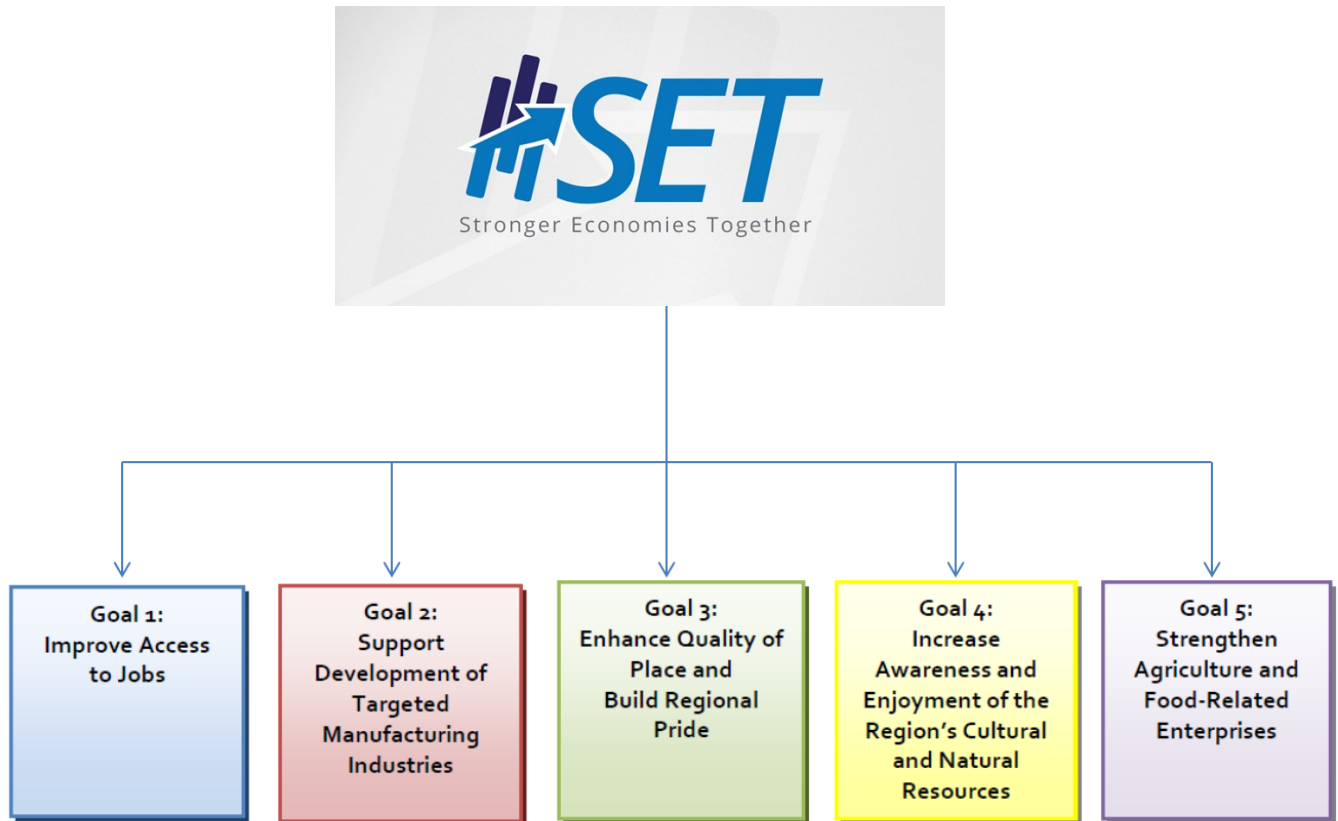 SET
Stronger Economies Together
Goal 1:
Improve Access
to Jobs
Goal 2:
Support
Development of
Targeted
Manufacturing
Industries
Goal 3:
Enhance Quality of
Place and
Build Regional
Pride
Goal 4:
Increase
Awareness and
Enjoyment of the
Region's Cultural
and Natural
Resources
Goal 5:
Strengthen
Agriculture and
Food-Related
Enterprises